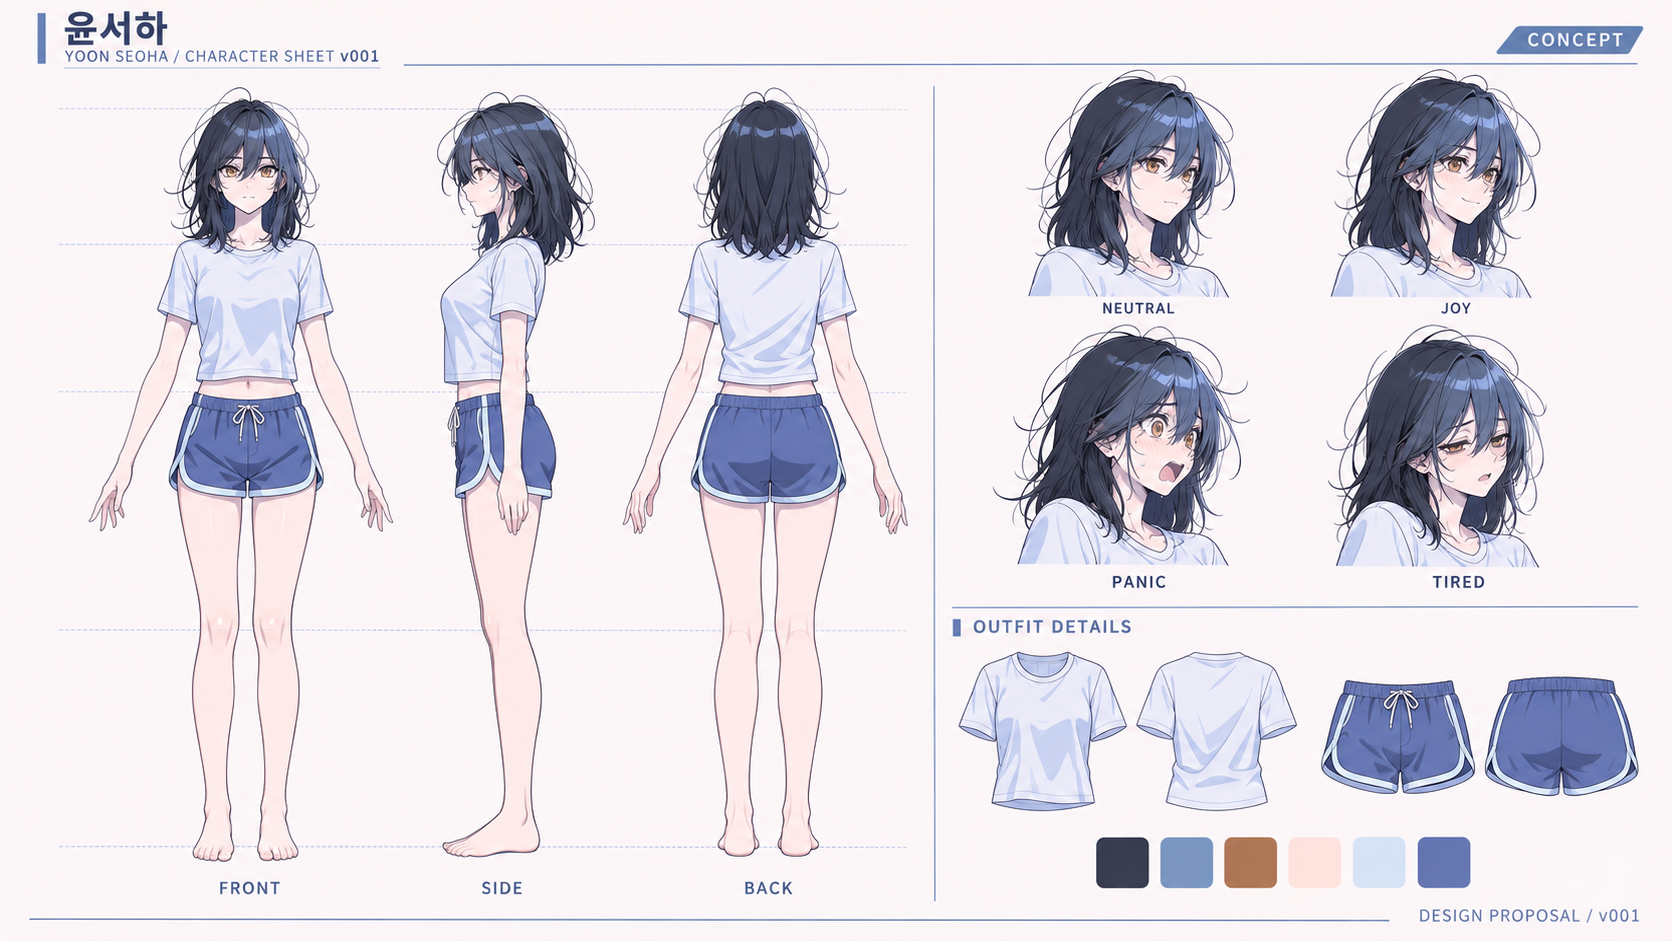 윤서하
YOON SEOHA / CHARACTER SHEET v001
CONCEPT
FRONT
SIDE
BACK
NEUTRAL
JOY
PANIC
TIRED
OUTFIT DETAILS
DESIGN PROPOSAL / v001